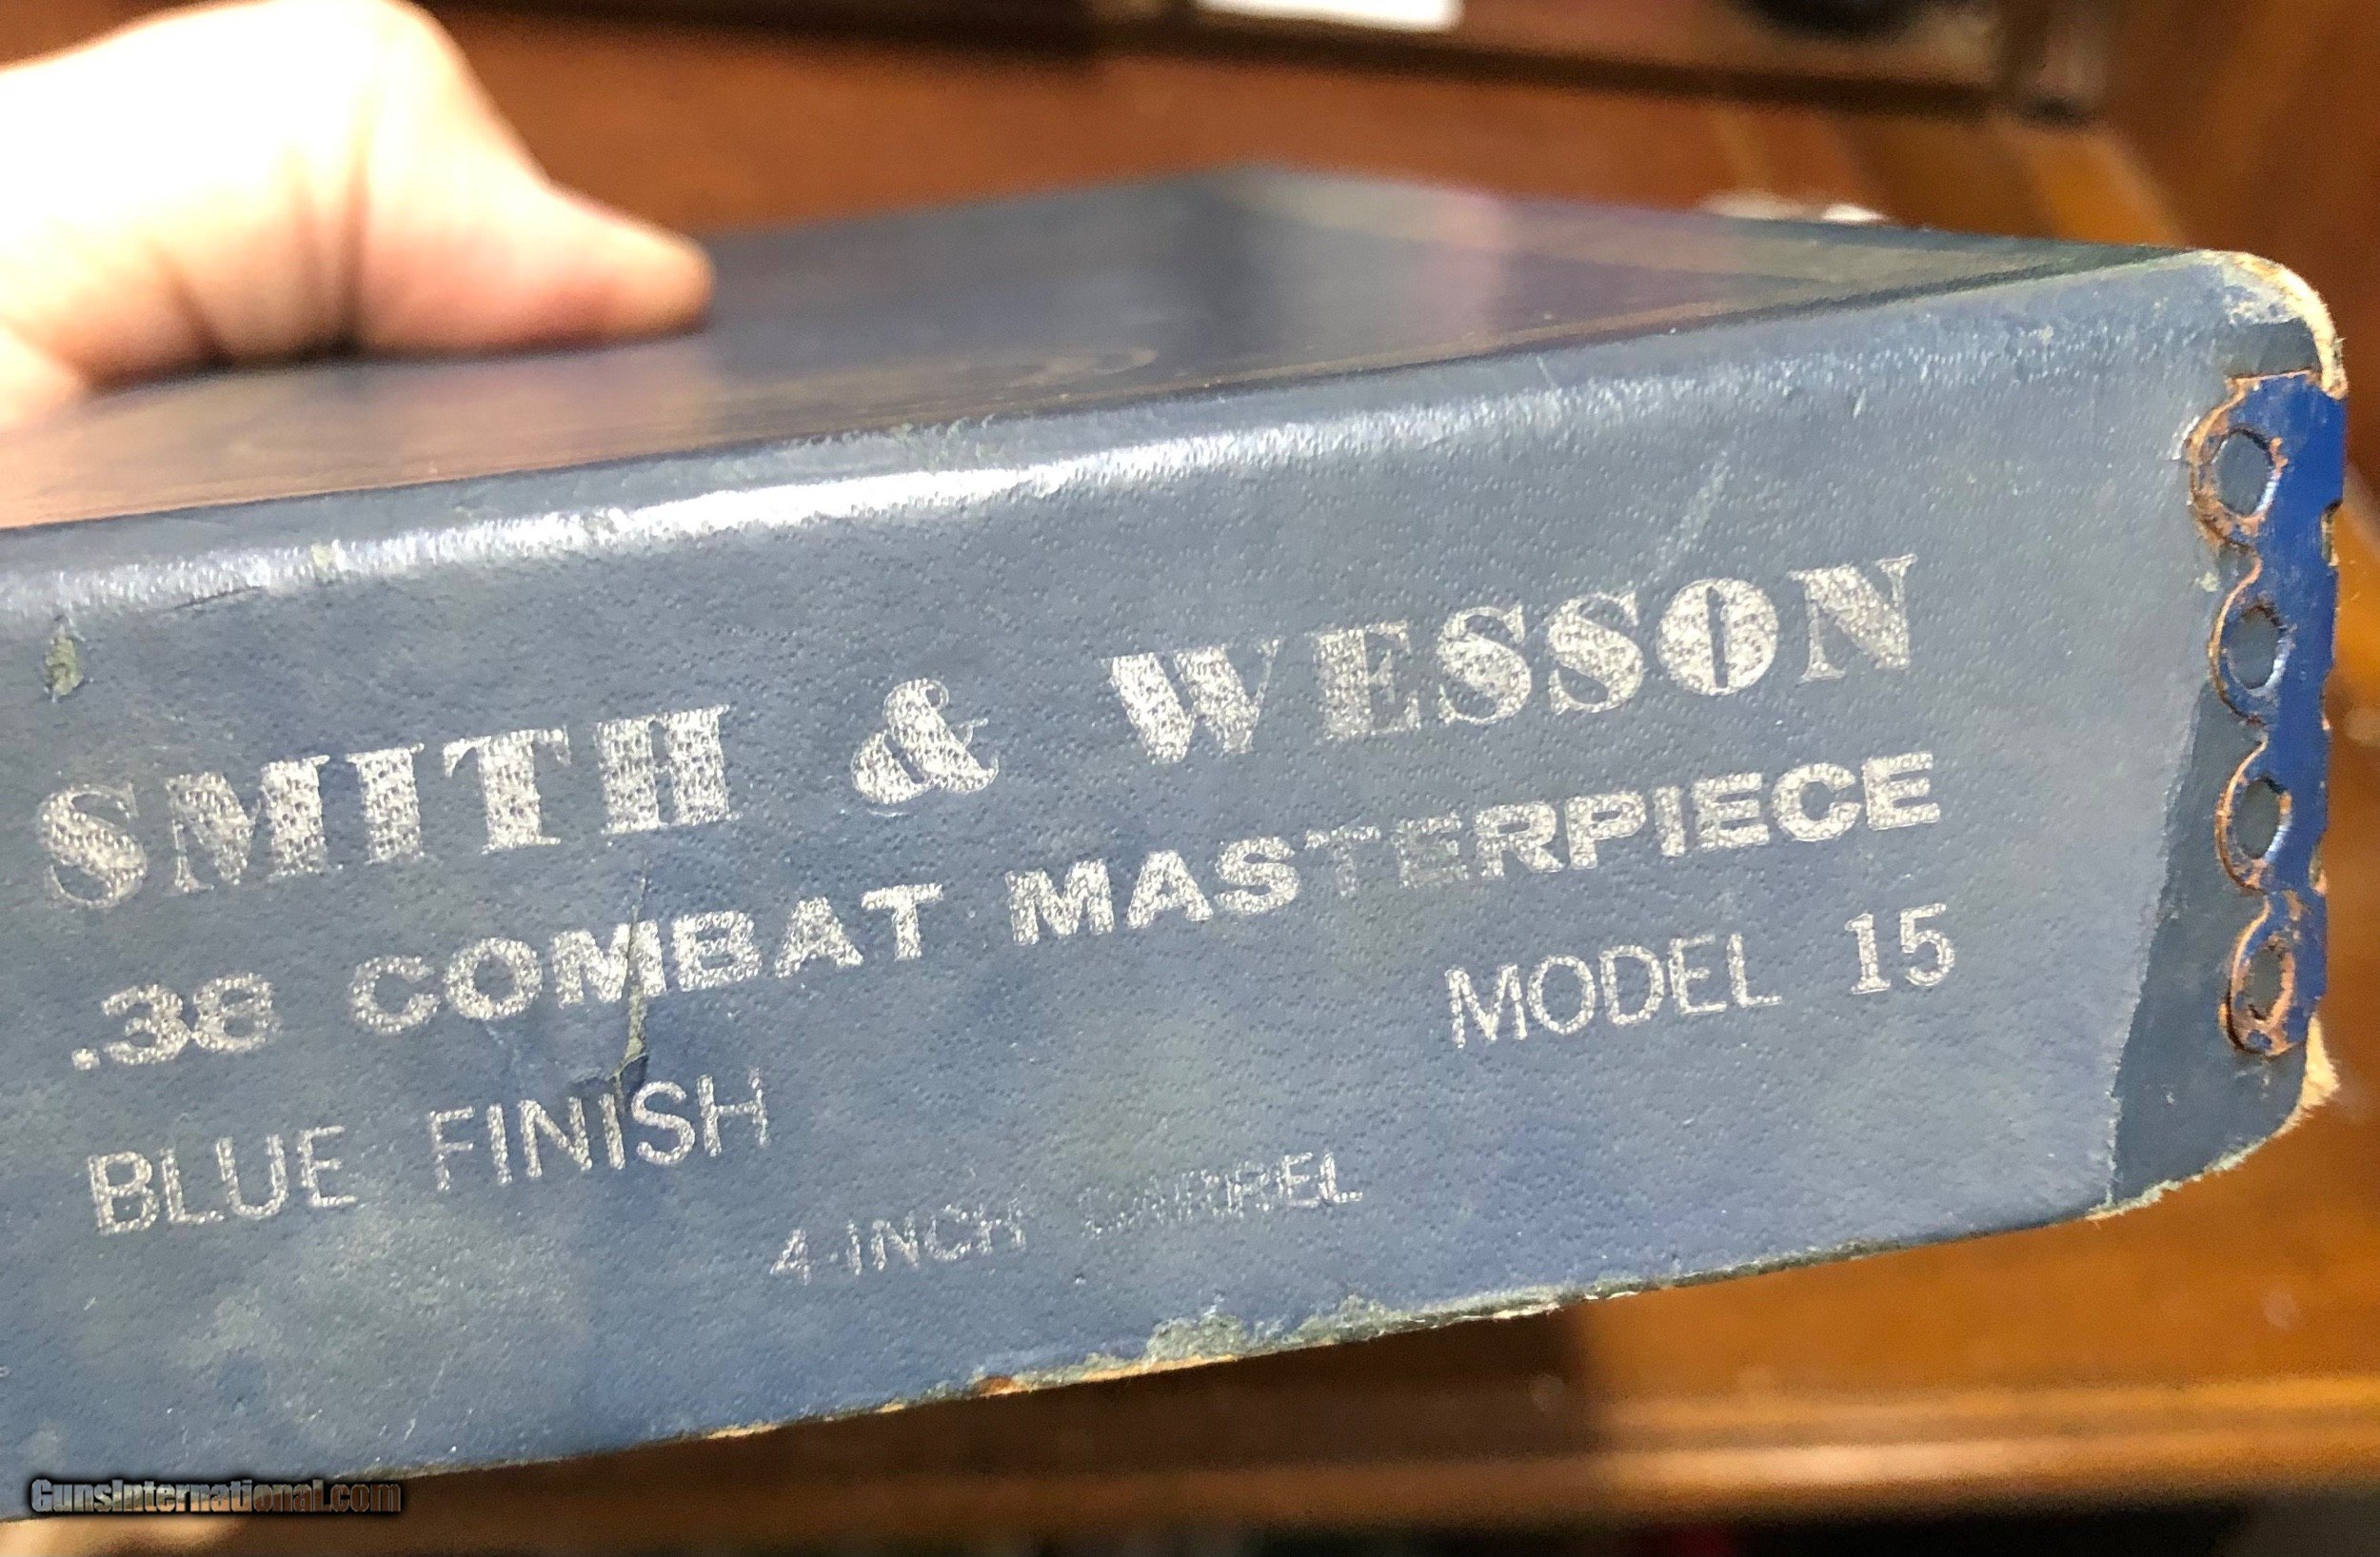 SMITH & WESSON
.38 COMBAT MASTERPIECE
MODEL 15
BLUE FINISH
4-INCH BARREL
GunsInternational.com